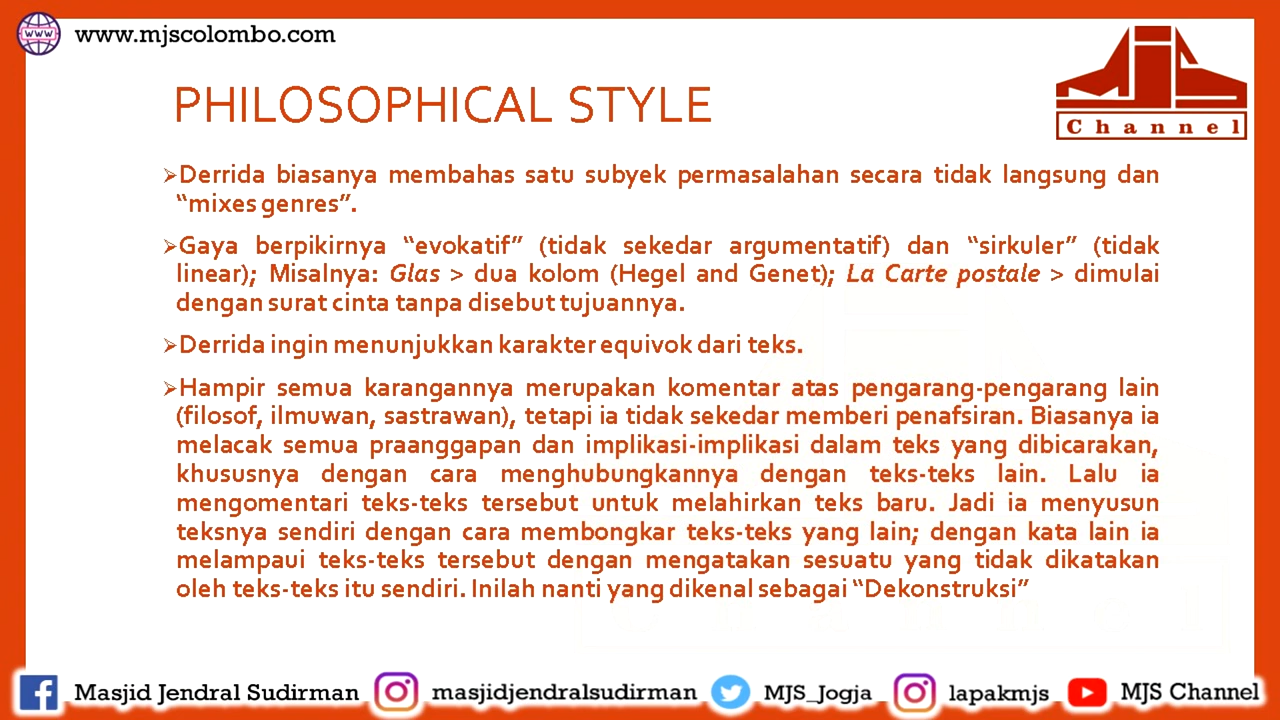 www.mjscolombo.com
MJS
Channel
PHILOSOPHICAL STYLE
➢Derrida biasanya membahas satu subyek permasalahan secara tidak langsung dan
“mixes genres”.
➢Gaya berpikirnya “evokatif” (tidak sekedar argumentatif) dan “sirkuler” (tidak
linear); Misalnya: Glas > dua kolom (Hegel and Genet); La Carte postale > dimulai
dengan surat cinta tanpa disebut tujuannya.
➢Derrida ingin menunjukkan karakter equivok dari teks.
➢Hampir semua karangannya merupakan komentar atas pengarang-pengarang lain
(filosof, ilmuwan, sastrawan), tetapi ia tidak sekedar memberi penafsiran. Biasanya ia
melacak semua praanggapan dan implikasi-implikasi dalam teks yang dibicarakan,
khususnya dengan cara menghubungkannya dengan teks-teks lain. Lalu ia
mengomentari teks-teks tersebut untuk melahirkan teks baru. Jadi ia menyusun
teksnya sendiri dengan cara membongkar teks-teks yang lain; dengan kata lain ia
melampaui teks-teks tersebut dengan mengatakan sesuatu yang tidak dikatakan
oleh teks-teks itu sendiri. Inilah nanti yang dikenal sebagai “Dekonstruksi”
Masjid Jendral Sudirman masjidjendralsudirman MJS_Jogja lapakmjs MJS Channel